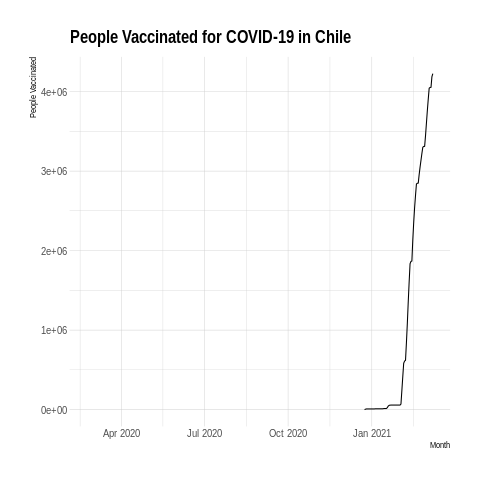 People Vaccinated for COVID-19 in Chile
People Vaccinated
4e+06
3e+06
2e+06
1e+06
0e+00
Apr 2020
Jul 2020
Oct 2020
Jan 2021
Month